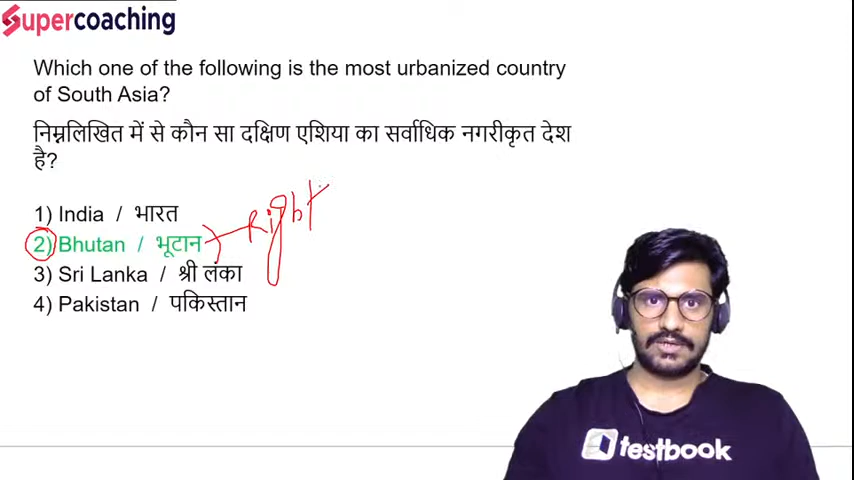 Supercoaching
Which one of the following is the most urbanized country
of South Asia?
निम्नलिखित में से कौन सा दक्षिण एशिया का सर्वाधिक नगरीकृत देश
है?
1) India / भारत
2) Bhutan / भूटान
Right
3) Sri Lanka / श्री लंका
4) Pakistan / पकिस्तान
testbook